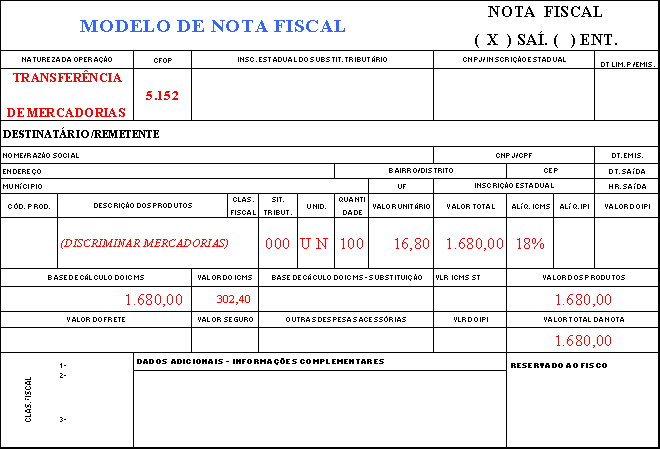 MODELO DE NOTA FISCAL
NOTA FISCAL
( X ) SAÍ. ( ) ENT.
NATUREZA DA OPERAÇÃO
CFOP
INSC. ESTADUAL DO SUBSTIT. TRIBUTÁRIO
CNPJ/INSCRIÇÃO ESTADUAL
DT LIM. P/EMIS.
TRANSFERÊNCIA
DE MERCADORIAS
5.152
DESTINATÁRIO/REMETENTE
NOME/RAZÃO SOCIAL
CNPJ/CPF
DT. EMIS.
ENDEREÇO
BAIRRO/DISTRITO
CEP
DT. SAÍDA
MUNÍCIPIO
UF
INSCRIÇÃO ESTADUAL
HR. SAÍDA
CÓD. PROD.
DESCRIÇÃO DOS PRODUTOS
CLAS.
FISCAL
SIT.
TRIBUT.
UNID.
QUANTI
DADE
VALOR UNITÁRIO
VALOR TOTAL
ALÍQ. ICMS
ALÍQ. IPI
VALOR DO IPI
(DISCRIMINAR MERCADORIAS)
000
U N
100
16,80
1.680,00
18%
BASE DE CÁLCULO DO ICMS
VALOR DO ICMS
BASE DE CÁLCULO DO ICMS - SUBSTITUIÇÃO
VLR ICMS ST
VALOR DOS PRODUTOS
1.680,00
302,40
1.680,00
VALOR DO FRETE
VALOR SEGURO
OUTRAS DESPESAS ACESSÓRIAS
VLR DO IPI
VALOR TOTAL DA NOTA
1.680,00
CLAS. FISCAL
1-
2-
3-
DADOS ADICIONAIS - INFORMAÇÕES COMPLEMENTARES
RESERVADO AO FISCO